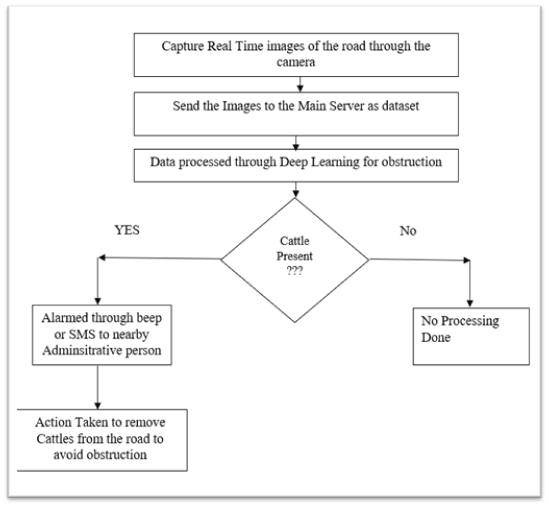 Capture Real Time images of the road through the
camera
Send the Images to the Main Server as dataset
Data processed through Deep Learning for obstruction
YES
Cattle
Present
???
No
Alarmed through beep
or SMS to nearby
Adminsitrative person
No Processing
Done
Action Taken to remove
Cattles from the road to
avoid obstruction